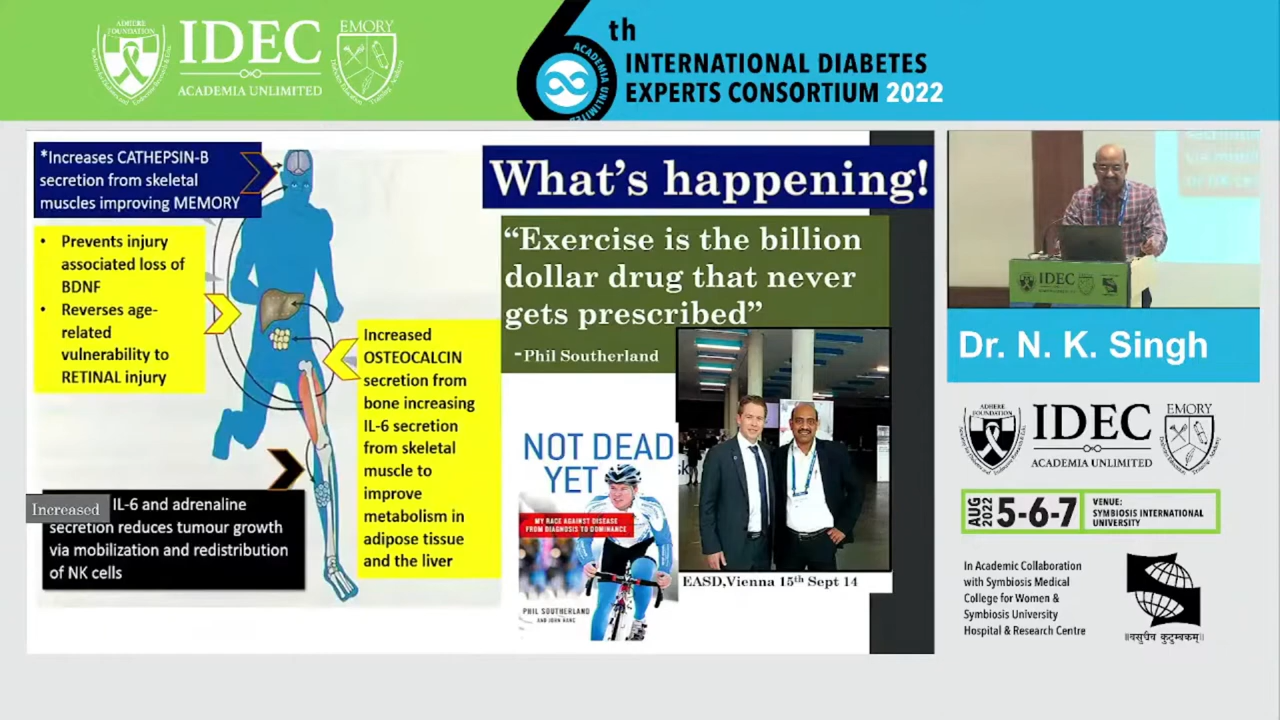 ADHERE
FOUNDATION
IDEC
ACADEMIA UNLIMITED
EMORY
6th
ACADEMIA UNLIMITED
INTERNATIONAL DIABETES
EXPERTS CONSORTIUM 2022
*Increases CATHEPSIN-B
secretion from skeletal
muscles improving MEMORY
• Prevents injury
associated loss of
BDNF
• Reverses age-
related
vulnerability to
RETINAL injury
Increased
OSTEOCALCIN
secretion from
bone increasing
IL-6 secretion
from skeletal
muscle to
improve
metabolism in
adipose tissue
and the liver
Increased IL-6 and adrenaline
secretion reduces tumour growth
via mobilization and redistribution
of NK cells
What's happening!
“Exercise is the billion
dollar drug that never
gets prescribed”
-Phil Southerland
NOT DEAD
YET
MY RACE AGAINST DISEASE
FROM DIAGNOSIS TO DOMINANCE
PHIL SOUTHERLAND
EASD,Vienna 15th Sept 14
IDEC
Dr. N. K. Singh
ADHERE
FOUNDATION
IDEC
ACADEMIA UNLIMITED
EMORY
AUG
2022
5-6-7
VENUE:
SYMBIOSIS INTERNATIONAL
UNIVERSITY
In Academic Collaboration
with Symbiosis Medical
College for Women &
Symbiosis University
Hospital & Research Centre
॥वसुधैव कुटुम्बकम्॥